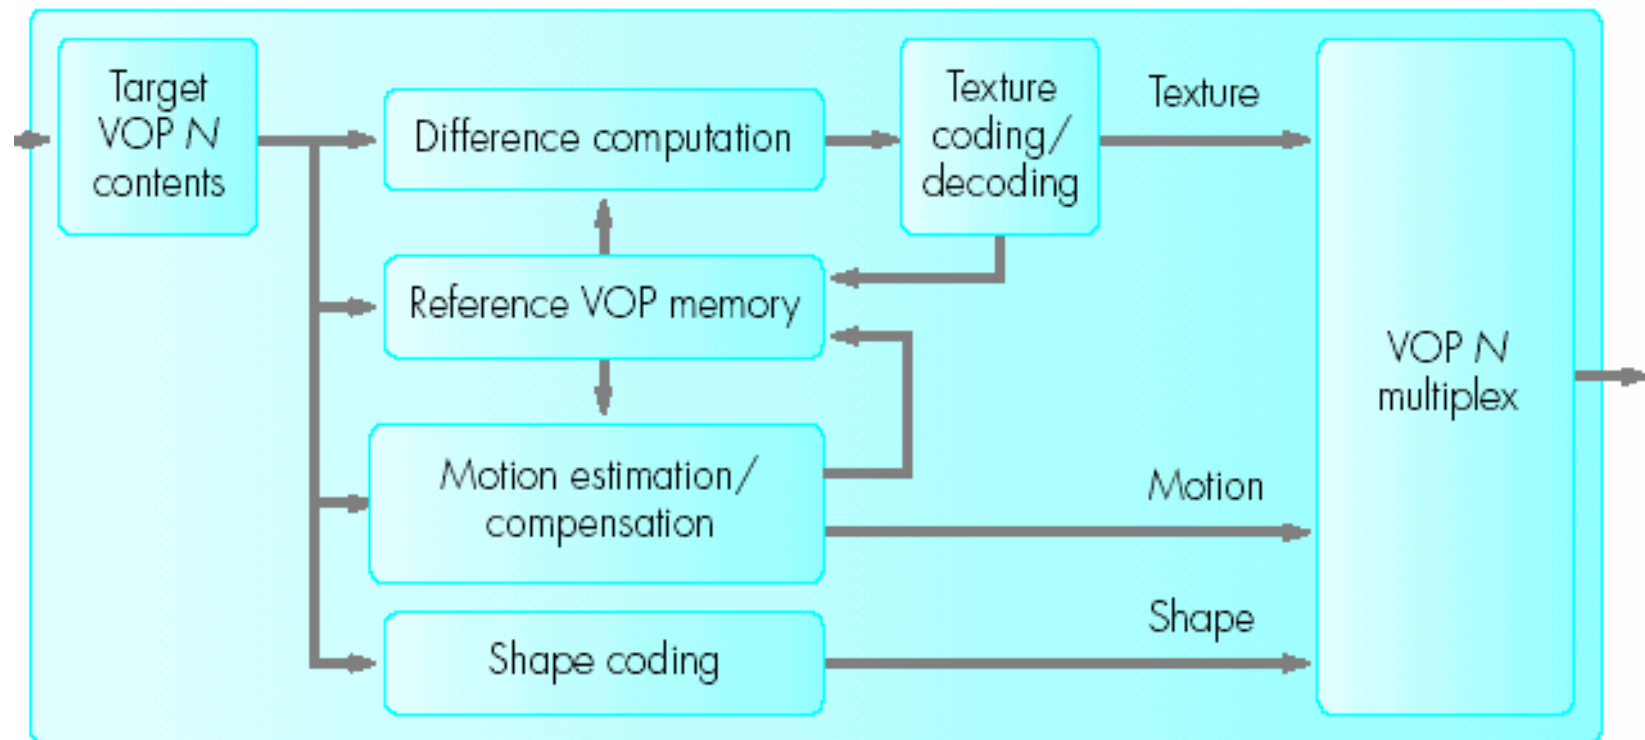 Target
VOP N
contents
Difference computation
Texture
coding/
decoding
Texture
Reference VOP memory
VOP N
multiplex
Motion estimation/
compensation
Motion
Shape coding
Shape